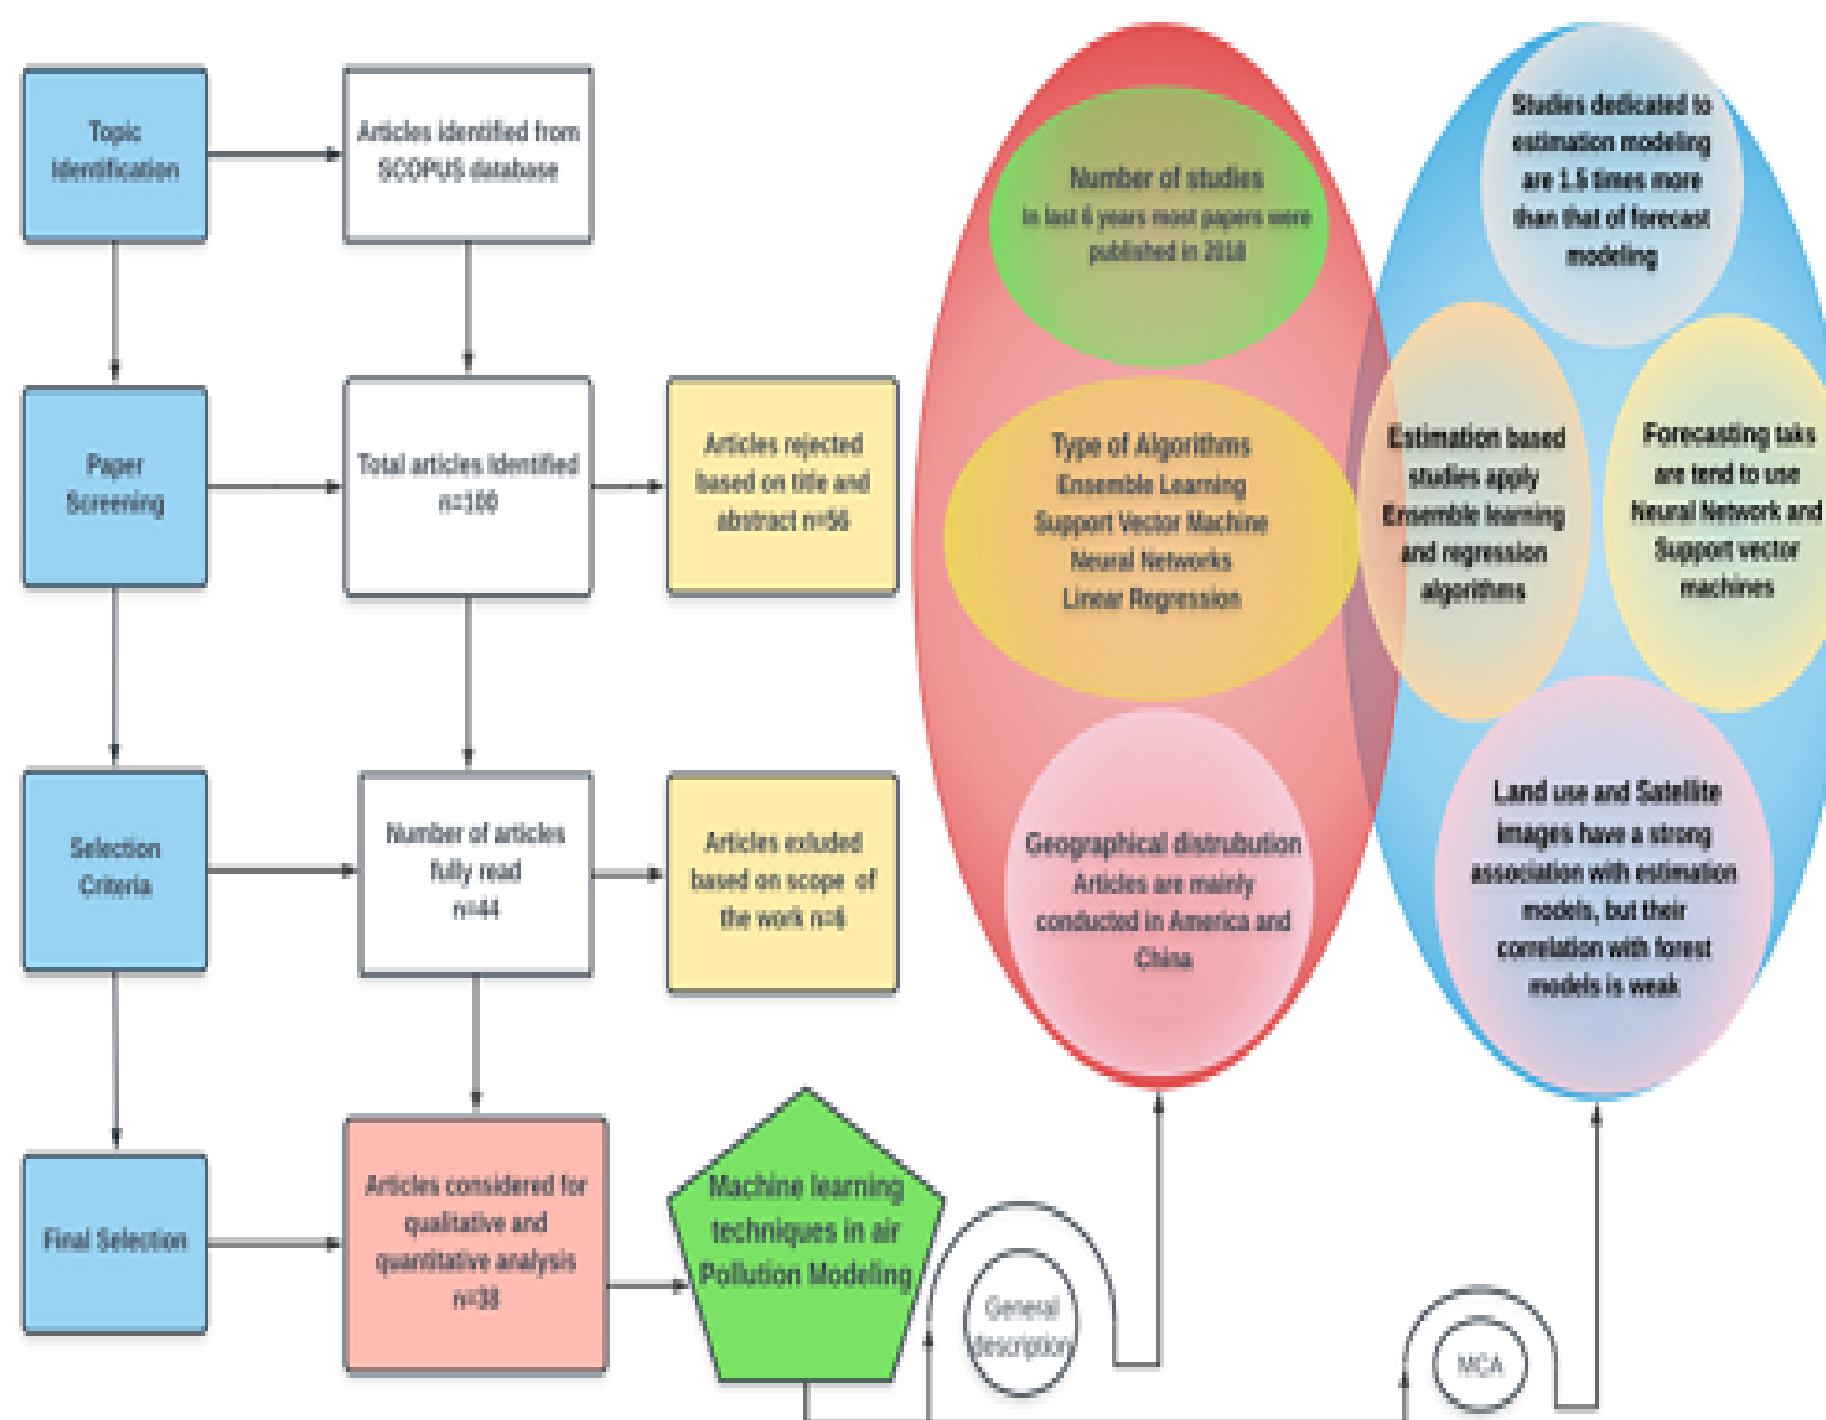 Topic
Identification
Articles identified from
SCOPUS database
Paper
Screening
Total articles Identified
n=100
Articles rejected
based on title and
abstract n=56
Selection
Criteria
Number of articles
fully read
n=44
Articles exluded
based on scope of
the work n=6
Final Selection
Articles considered for
qualitative and
quantitative analysis
n=38
Machine learning
techniques in air
Pollution Modeling
General
description
MCA
Number of studies
in last 6 years most papers were
published in 2018
Type of Algorithms
Ensemble Learning
Support Vector Machine
Neural Networks
Linear Regression
Geographical distrubution
Articles are mainly
conducted in America and
China
Studies dedicated to
estimation modeling
are 1.5 times more
than that of forecast
modeling
Estimation based
studies apply
Ensemble learning
and regression
algorithms
Forecasting taks
are tend to use
Neural Network and
Support vector
machines
Land use and Satellite
images have a strong
association with estimation
models, but their
correlation with forest
models is weak